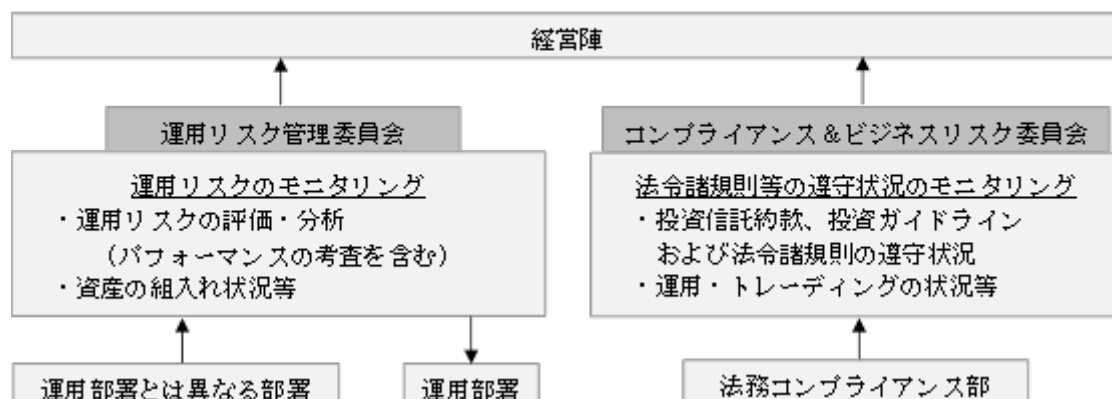 経営陣
運用リスク管理委員会
運用リスクのモニタリング
・運用リスクの評価・分析
（パフォーマンスの考査を含む）
・資産の組入れ状況等
コンプライアンス＆ビジネスリスク委員会
法令諸規則等の遵守状況のモニタリング
・投資信託約款、投資ガイドライン
および法令諸規則の遵守状況
・運用・トレーディングの状況等
運用部署とは異なる部署
運用部署
法務コンプライアンス部